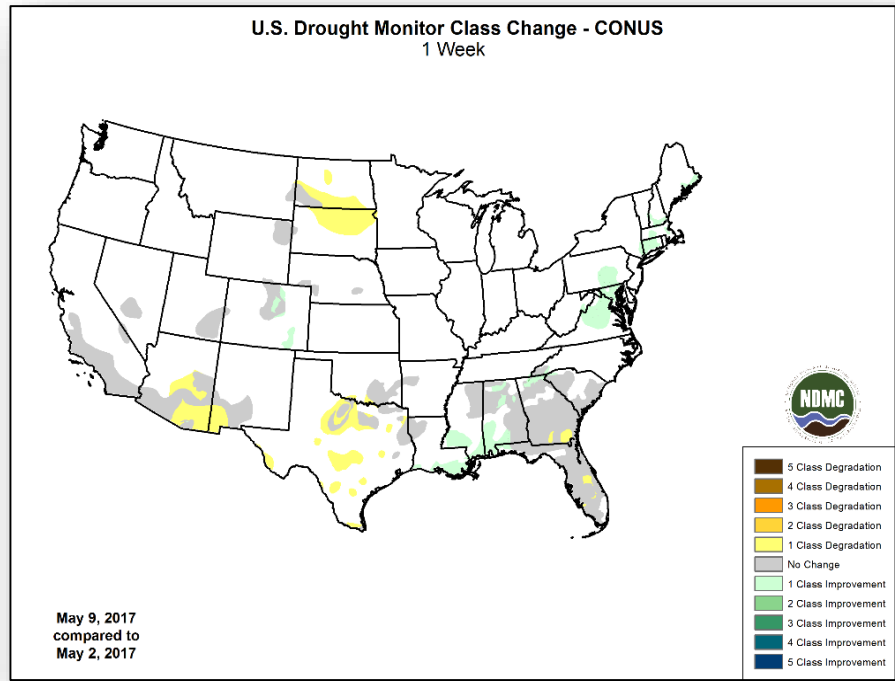 U.S. Drought Monitor Class Change - CONUS
1 Week
NDMC
5 Class Degradation
4 Class Degradation
3 Class Degradation
2 Class Degradation
1 Class Degradation
No Change
1 Class Improvement
2 Class Improvement
3 Class Improvement
4 Class Improvement
5 Class Improvement
May 9, 2017
compared to
May 2, 2017